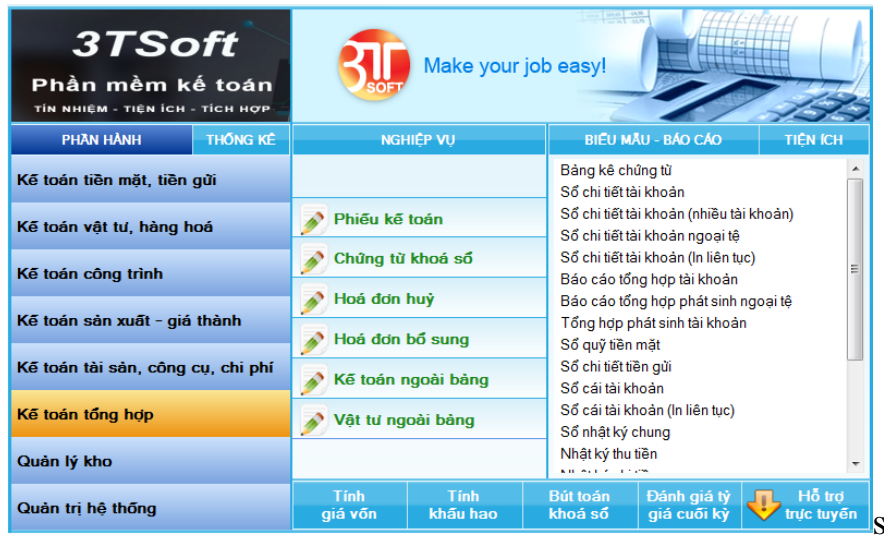 3TSoft
Phần mềm kế toán
TÍN NHIỆM - TIỆN ÍCH - TÍCH HỢP
3T
SOFT
Make your job easy!
PHÂN HÀNH
THỐNG KÊ
NGHIỆP VỤ
BIỂU MẪU - BÁO CÁO
TIỆN ÍCH
Kế toán tiền mặt, tiền gửi
Kế toán vật tư, hàng hoá
Kế toán công trình
Kế toán sản xuất - giá thành
Kế toán tài sản, công cụ, chi phí
Kế toán tổng hợp
Quản lý kho
Quản trị hệ thống
Phiếu kế toán
Chứng từ khoá sổ
Hoá đơn huỷ
Hoá đơn bổ sung
Kế toán ngoài bảng
Vật tư ngoài bảng
Bảng kê chứng từ
Sổ chi tiết tài khoản
Sổ chi tiết tài khoản (nhiều tài khoản)
Sổ chi tiết tài khoản ngoại tệ
Sổ chi tiết tài khoản (In liên tục)
Báo cáo tổng hợp tài khoản
Báo cáo tổng hợp phát sinh ngoại tệ
Tổng hợp phát sinh tài khoản
Sổ quỹ tiền mặt
Sổ chi tiết tiền gửi
Sổ cái tài khoản
Sổ cái tài khoản (In liên tục)
Sổ nhật ký chung
Nhật ký thu tiền
Tính
giá vốn
Tính
khấu hao
Bút toán
khoá sổ
Đánh giá tỷ
giá cuối kỳ
Hỗ trợ
trực tuyến
S